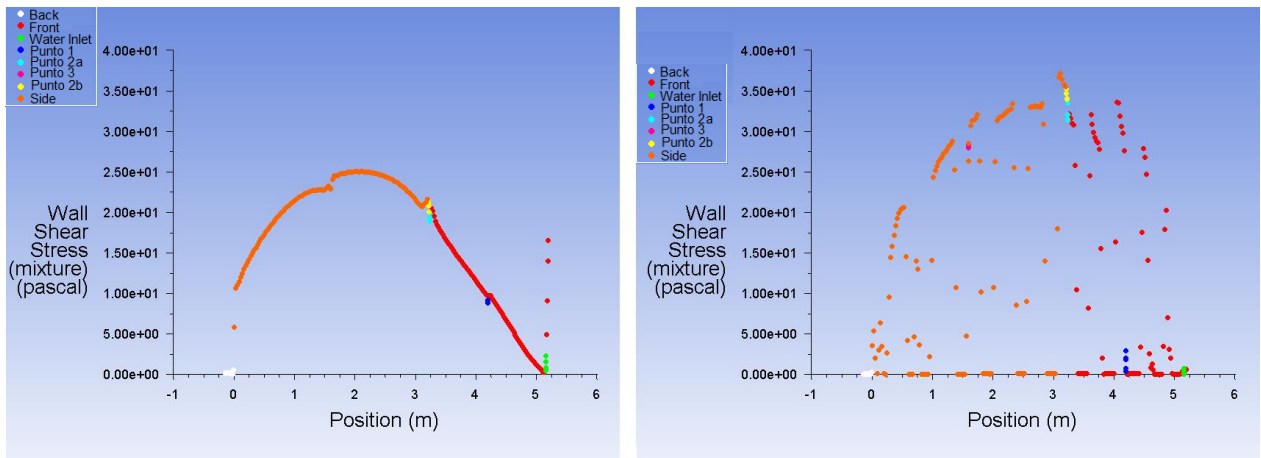 Back
Front
Water Inlet
Punto 1
Punto 2a
Punto 3
Punto 2b
Side
4.00e+01
3.50e+01
3.00e+01
2.50e+01
2.00e+01
1.50e+01
1.00e+01
5.00e+00
0.00e+00
Wall
Shear
Stress
(mixture)
(pascal)
-1 0 1 2 3 4 5 6
Position (m)
Back
Front
Water Inlet
Punto 1
Punto 2a
Punto 3
Punto 2b
Side
4.00e+01
3.50e+01
3.00e+01
2.50e+01
2.00e+01
1.50e+01
1.00e+01
5.00e+00
0.00e+00
Wall
Shear
Stress
(mixture)
(pascal)
-1 0 1 2 3 4 5 6
Position (m)